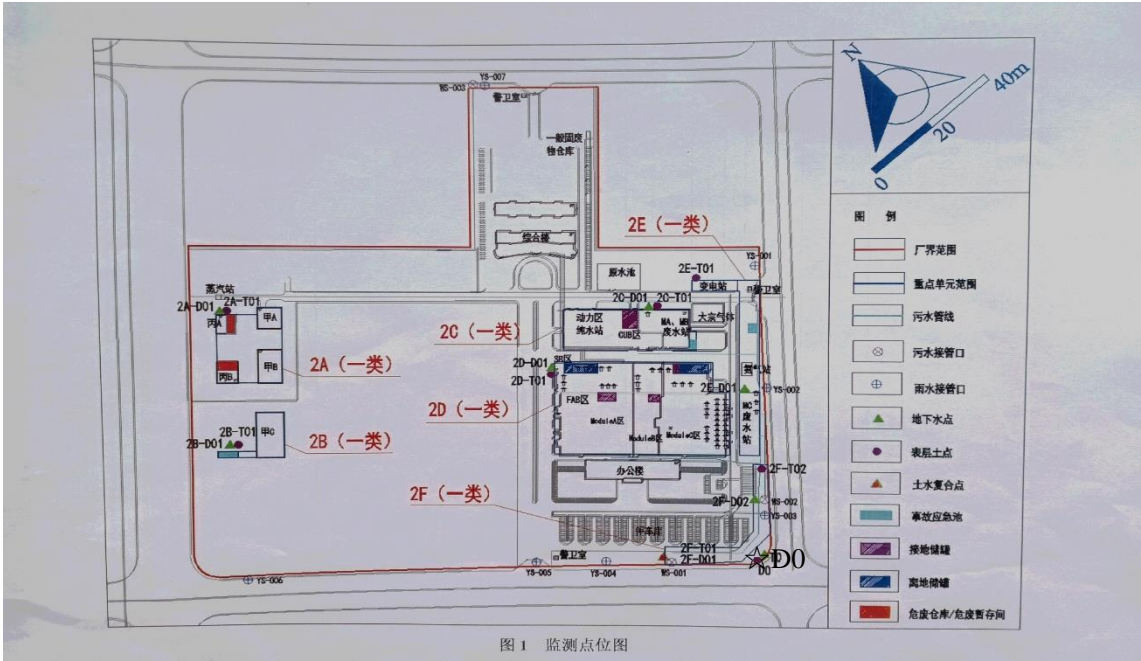 YS-007
WS-003
警卫室
一般固废
物仓库
N
40m
20
0
2E（一类）
综合楼
YS-001
图 例
厂界范围
重点单元范围
污水管线
污水接管口
雨水接管口
地下水点
表层土点
土水复合点
事故应急池
接地储罐
离地储罐
危废仓库/危废暂存间
原水池
2E-T01
变电站
警卫室
蒸汽站
2A-D01
2A-T01
丙A
甲A
丙B
甲B
2A（一类）
2C-D01
2C-T01
大宗气体
动力区
纯水站
CUB区
废水站
2C（一类）
2D-D01
2D-T01
2D（一类）
FAB区
ModuleA区
ModuleB区
ModuleC区
2E-D01
YS-002
MC
废
水
站
2B-T01
2B-D01
甲C
2B（一类）
办公楼
2F-T02
2F（一类）
2F-D02
WS-002
YS-003
停车库
2F-T01
2F-D01
警卫室
D0
D0
YS-006
YS-005
YS-004
WS-001
图 1 监测点位图